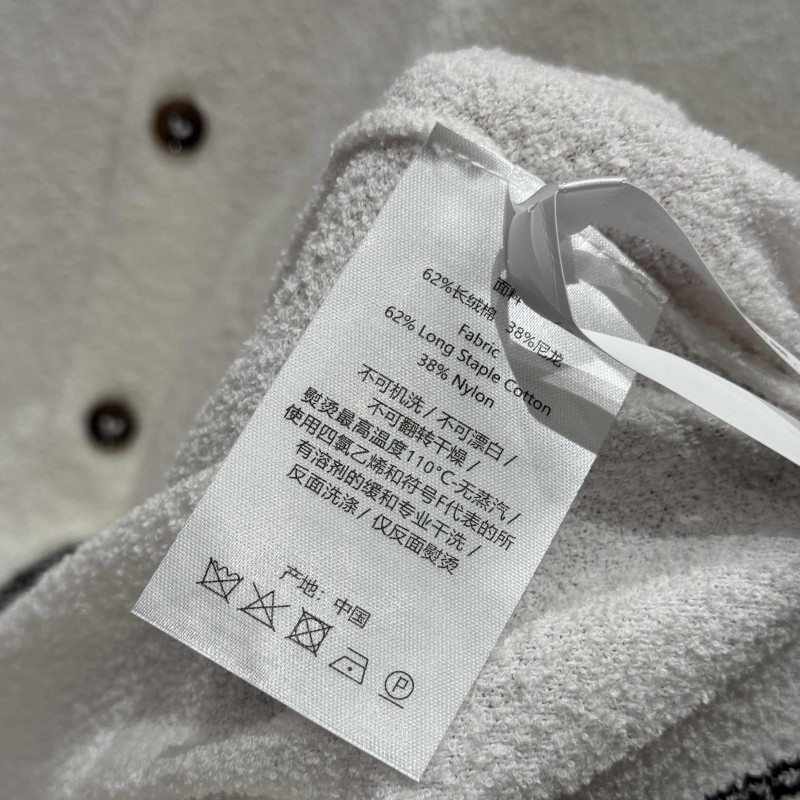 面料
62%长绒棉 38%尼龙
Fabric
62% Long Staple Cotton
38% Nylon
不可机洗 / 不可漂白 /
不可翻转干燥 /
熨烫最高温度110°C-无蒸汽 /
使用四氯乙烯和符号F代表的所
有溶剂的缓和专业干洗 /
反面洗涤 / 仅反面熨烫
产地：中国
P